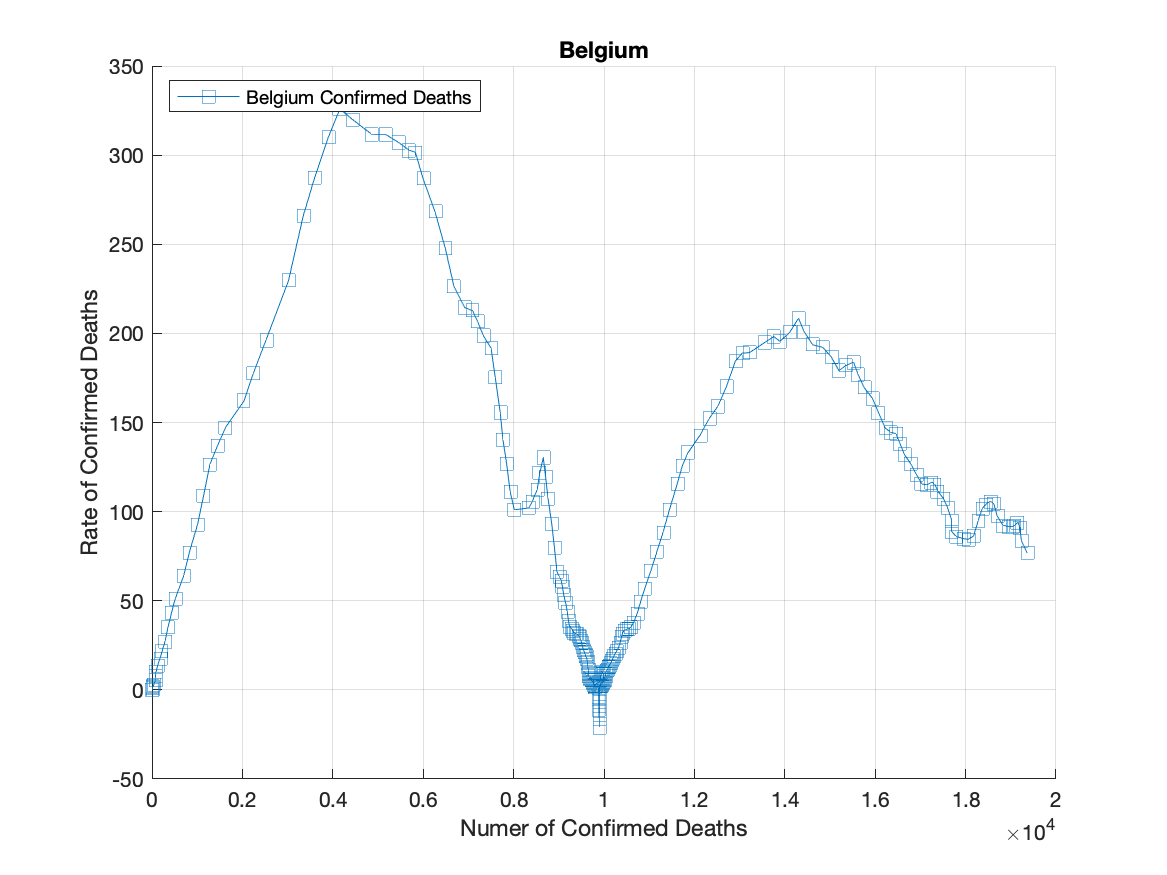 Belgium
350
Belgium Confirmed Deaths
300
250
200
150
100
50
0
-50
Rate of Confirmed Deaths
0 0.2 0.4 0.6 0.8 1 1.2 1.4 1.6 1.8 2
Numer of Confirmed Deaths
×10⁴